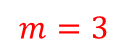 m = 3